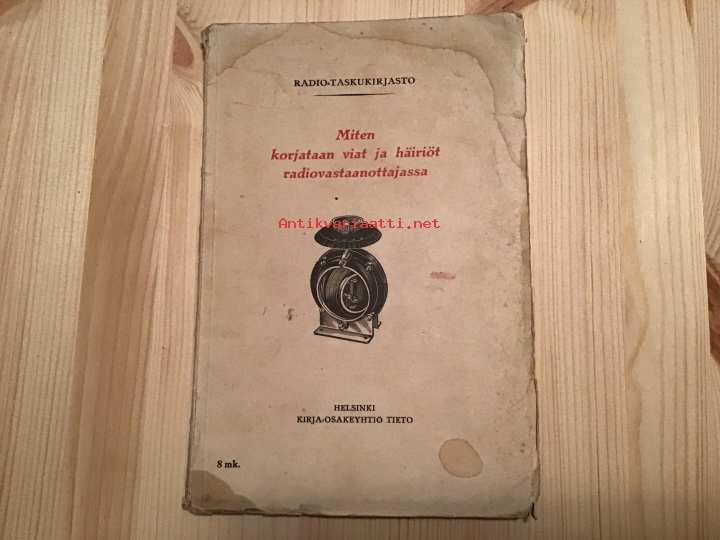 RADIO-TASKUKIRJASTO
Miten
korjataan viat ja häiriöt
radiovastaanottajassa
Antikvariaatti.net
HELSINKI
KIRJA-OSAKEYHTIÖ TIETO
8 mk.